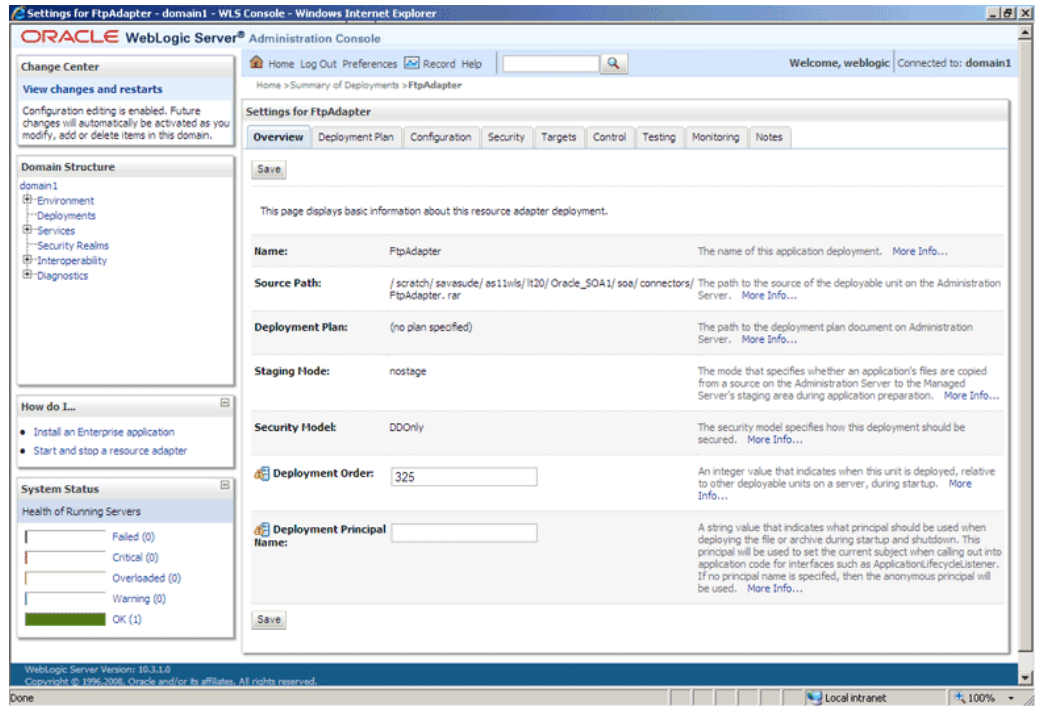 Settings for FtpAdapter - domain1 - WLS Console - Windows Internet Explorer
ORACLE WebLogic Server® Administration Console
Change Center
View changes and restarts
Configuration editing is enabled. Future
changes will automatically be activated as you
modify, add or delete items in this domain.
Domain Structure
domain1
Environment
Deployments
Services
Security Realms
Interoperability
Diagnostics
How do I...
Install an Enterprise application
Start and stop a resource adapter
System Status
Health of Running Servers
Failed (0)
Critical (0)
Overloaded (0)
Warning (0)
OK (1)
Home Log Out Preferences Record Help
Welcome, weblogic Connected to: domain1
Home >Summary of Deployments >FtpAdapter
Settings for FtpAdapter
Overview Deployment Plan Configuration Security Targets Control Testing Monitoring Notes
Save
This page displays basic information about this resource adapter deployment.
Name: FtpAdapter The name of this application deployment. More Info...
Source Path: /scratch/savasude/as11wls/lt20/Oracle_SOA1/soa/connectors/ The path to the source of the deployable unit on the Administration
FtpAdapter.rar Server. More Info...
Deployment Plan: (no plan specified) The path to the deployment plan document on Administration
Server. More Info...
Staging Mode: nostage The mode that specifies whether an application's files are copied
from a source on the Administration Server to the Managed
Server's staging area during application preparation. More Info...
Security Model: DDOnly The security model specifies how this deployment should be
secured. More Info...
Deployment Order: 325 An integer value that indicates when this unit is deployed, relative
to other deployable units on a server, during startup. More
Info...
Deployment Principal A string value that indicates what principal should be used when
Name: deploying the file or archive during startup and shutdown. This
principal will be used to set the current subject when calling out into
application code for interfaces such as ApplicationLifecycleListener.
If no principal name is specifed, then the anonymous principal will
be used. More Info...
Save
WebLogic Server Version: 10.3.1.0
Copyright © 1996,2008, Oracle and/or its affiliates. All rights reserved.
Done Local intranet 100%